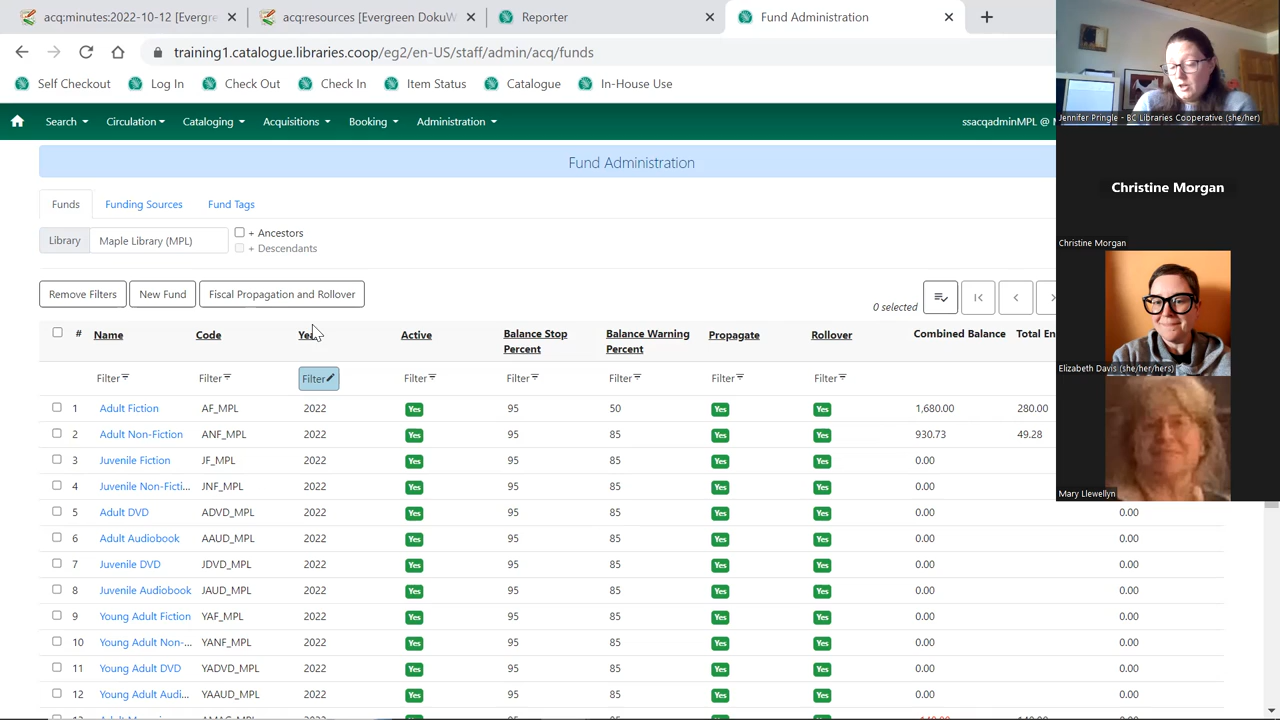 acq:minutes:2022-10-12 [Evergre
acq:resources [Evergreen DokuW
Reporter
Fund Administration
training1.catalogue.libraries.coop/eg2/en-US/staff/admin/acq/funds
Self Checkout Log In Check Out Check Item Status Catalogue In-House Use
Search Circulation Cataloging Acquisitions Booking Administration ssacqadminMPL @
Jennifer Pringle - BC Libraries Cooperative (she/her)
Fund Administration
Christine Morgan
Funds Funding Sources Fund Tags
Library Maple Library (MPL) + Ancestors
+ Descendants
Christine Morgan
Remove Filters New Fund Fiscal Propagation and Rollover
0 selected
# Name Code Active Balance Stop Percent Balance Warning Percent Propagate Rollover Combined Balance Total En
Filter Filter Filter Filter Filter Filter Filter Filter
Elizabeth Davis (she/her/hers)
1 Adult Fiction AF_MPL 2022 Yes 95 50 Yes Yes 1,680.00 280.00
2 Adult Non-Fiction ANF_MPL 2022 Yes 95 85 Yes Yes 930.73 49.28
3 Juvenile Fiction JF_MPL 2022 Yes 95 85 Yes Yes 0.00
4 Juvenile Non-Ficti... JNF_MPL 2022 Yes 95 85 Yes Yes 0.00
Mary Llewellyn
5 Adult DVD ADVD_MPL 2022 Yes 95 85 Yes Yes 0.00 0.00
6 Adult Audiobook AAUD_MPL 2022 Yes 95 85 Yes Yes 0.00 0.00
7 Juvenile DVD JDVD_MPL 2022 Yes 95 85 Yes Yes 0.00 0.00
8 Juvenile Audiobook JAUD_MPL 2022 Yes 95 85 Yes Yes 0.00 0.00
9 Young Adult Fiction YAF_MPL 2022 Yes 95 85 Yes Yes 0.00 0.00
10 Young Adult Non-... YANF_MPL 2022 Yes 95 85 Yes Yes 0.00 0.00
11 Young Adult DVD YADVD_MPL 2022 Yes 95 85 Yes Yes 0.00 0.00
12 Young Adult Audi... YAAUD_MPL 2022 Yes 95 85 Yes Yes 0.00 0.00